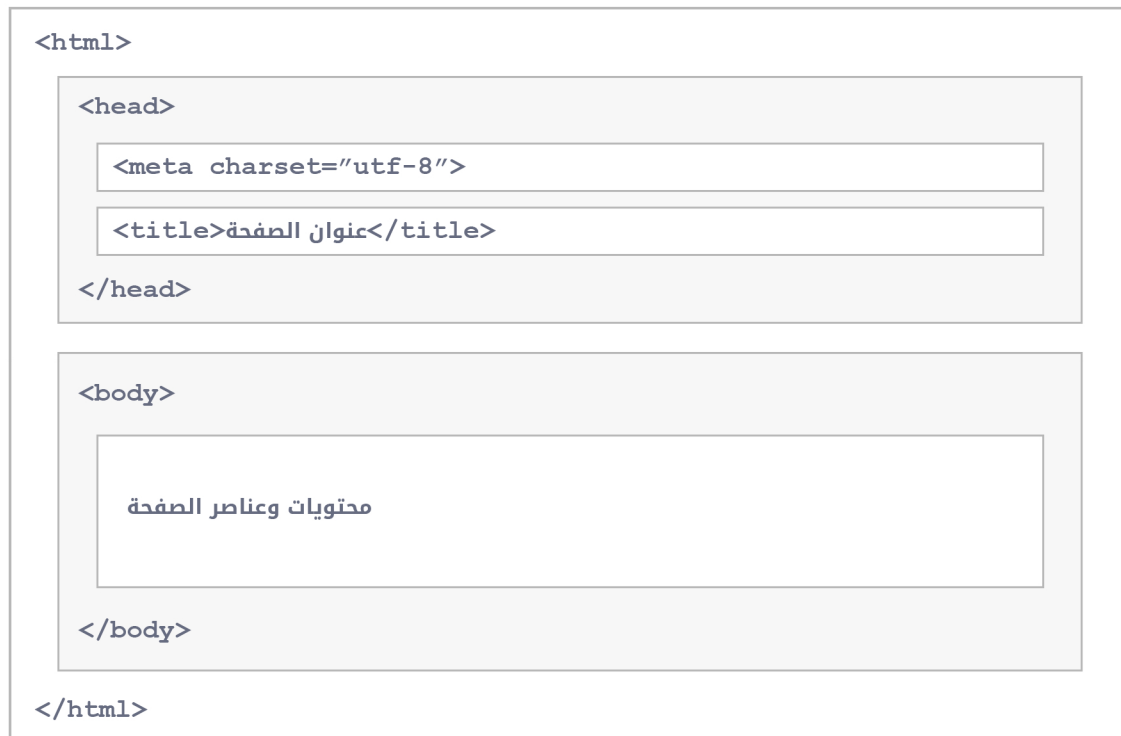 <html>
<head>
<meta charset=”utf-8”>
<title>عنوان الصفحة</title>
</head>
<body>
محتويات وعناصر الصفحة
</body>
</html>